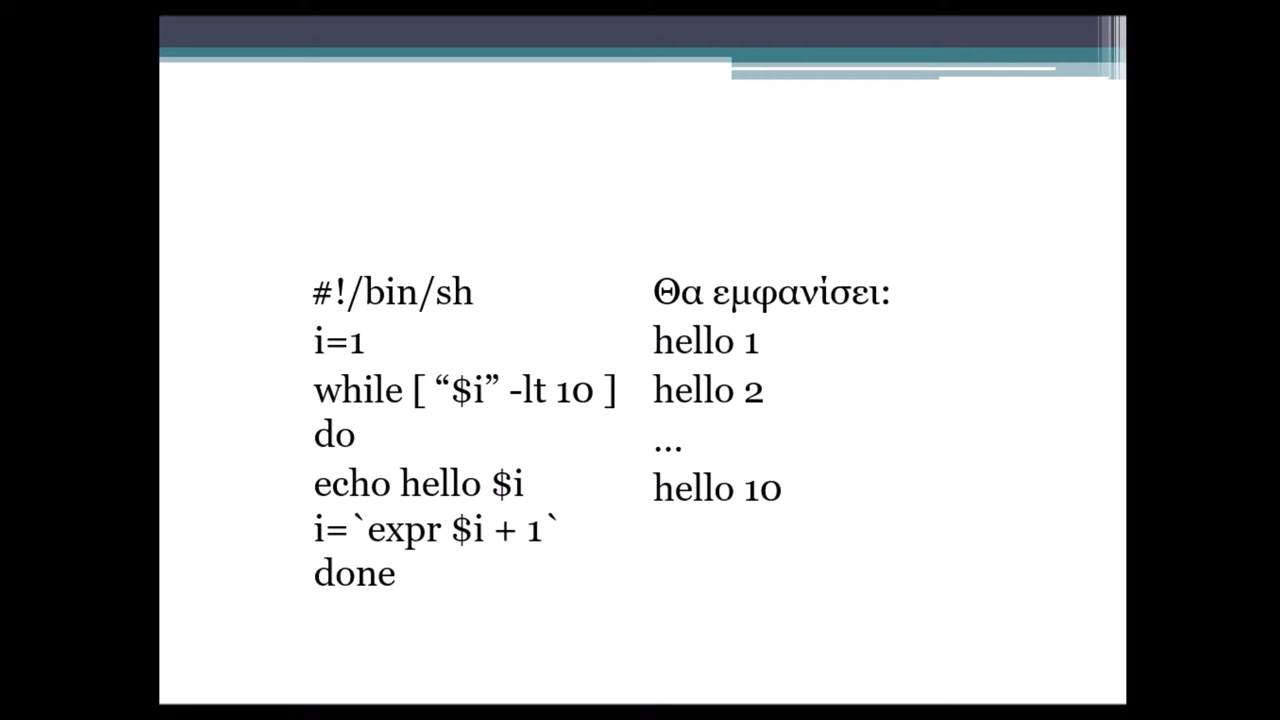 #!/bin/sh
i=1
while [ “$i” -lt 10 ]
do
echo hello $i
i=`expr $i + 1`
done
Θα εμφανίσει:
hello 1
hello 2
...
hello 10